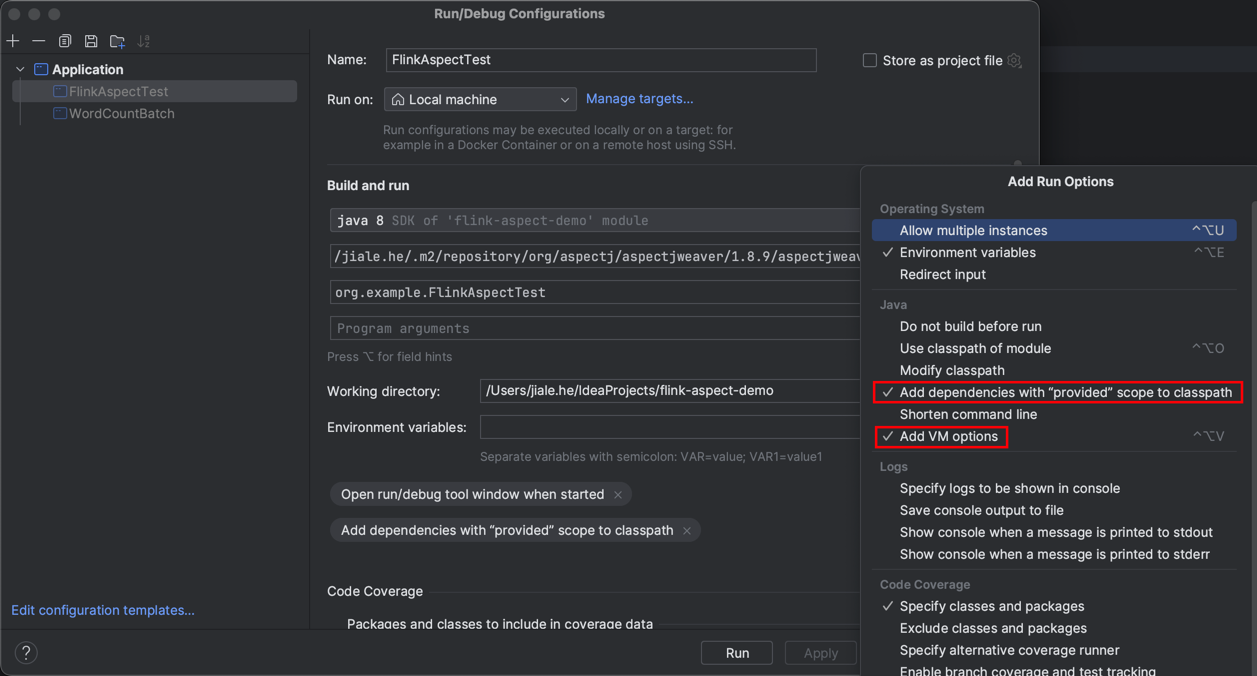 Run/Debug Configurations
Application
FlinkAspectTest
WordCountBatch
Edit configuration templates...
?
Name:
FlinkAspectTest
Store as project file
Run on:
Local machine
Manage targets...
Run configurations may be executed locally or on a target: for
example in a Docker Container or on a remote host using SSH.
Build and run
java 8 SDK of 'flink-aspect-demo' module
/jiale.he/.m2/repository/org/aspectj/aspectjweaver/1.8.9/aspectjweav
org.example.FlinkAspectTest
Program arguments
Press ⌥ for field hints
Working directory:
/Users/jiale.he/IdeaProjects/flink-aspect-demo
Environment variables:
Separate variables with semicolon: VAR=value; VAR1=value1
Open run/debug tool window when started ×
Add dependencies with “provided” scope to classpath ×
Code Coverage
Packages and classes to include in coverage data
Run
Apply
Add Run Options
Operating System
Allow multiple instances ⌃⌥U
✓ Environment variables ⌃⌥E
Redirect input
Java
Do not build before run
Use classpath of module ⌃⌥O
Modify classpath
✓ Add dependencies with “provided” scope to classpath
Shorten command line
✓ Add VM options ⌃⌥V
Logs
Specify logs to be shown in console
Save console output to file
Show console when a message is printed to stdout
Show console when a message is printed to stderr
Code Coverage
✓ Specify classes and packages
Exclude classes and packages
Specify alternative coverage runner
Enable branch coverage and test tracking